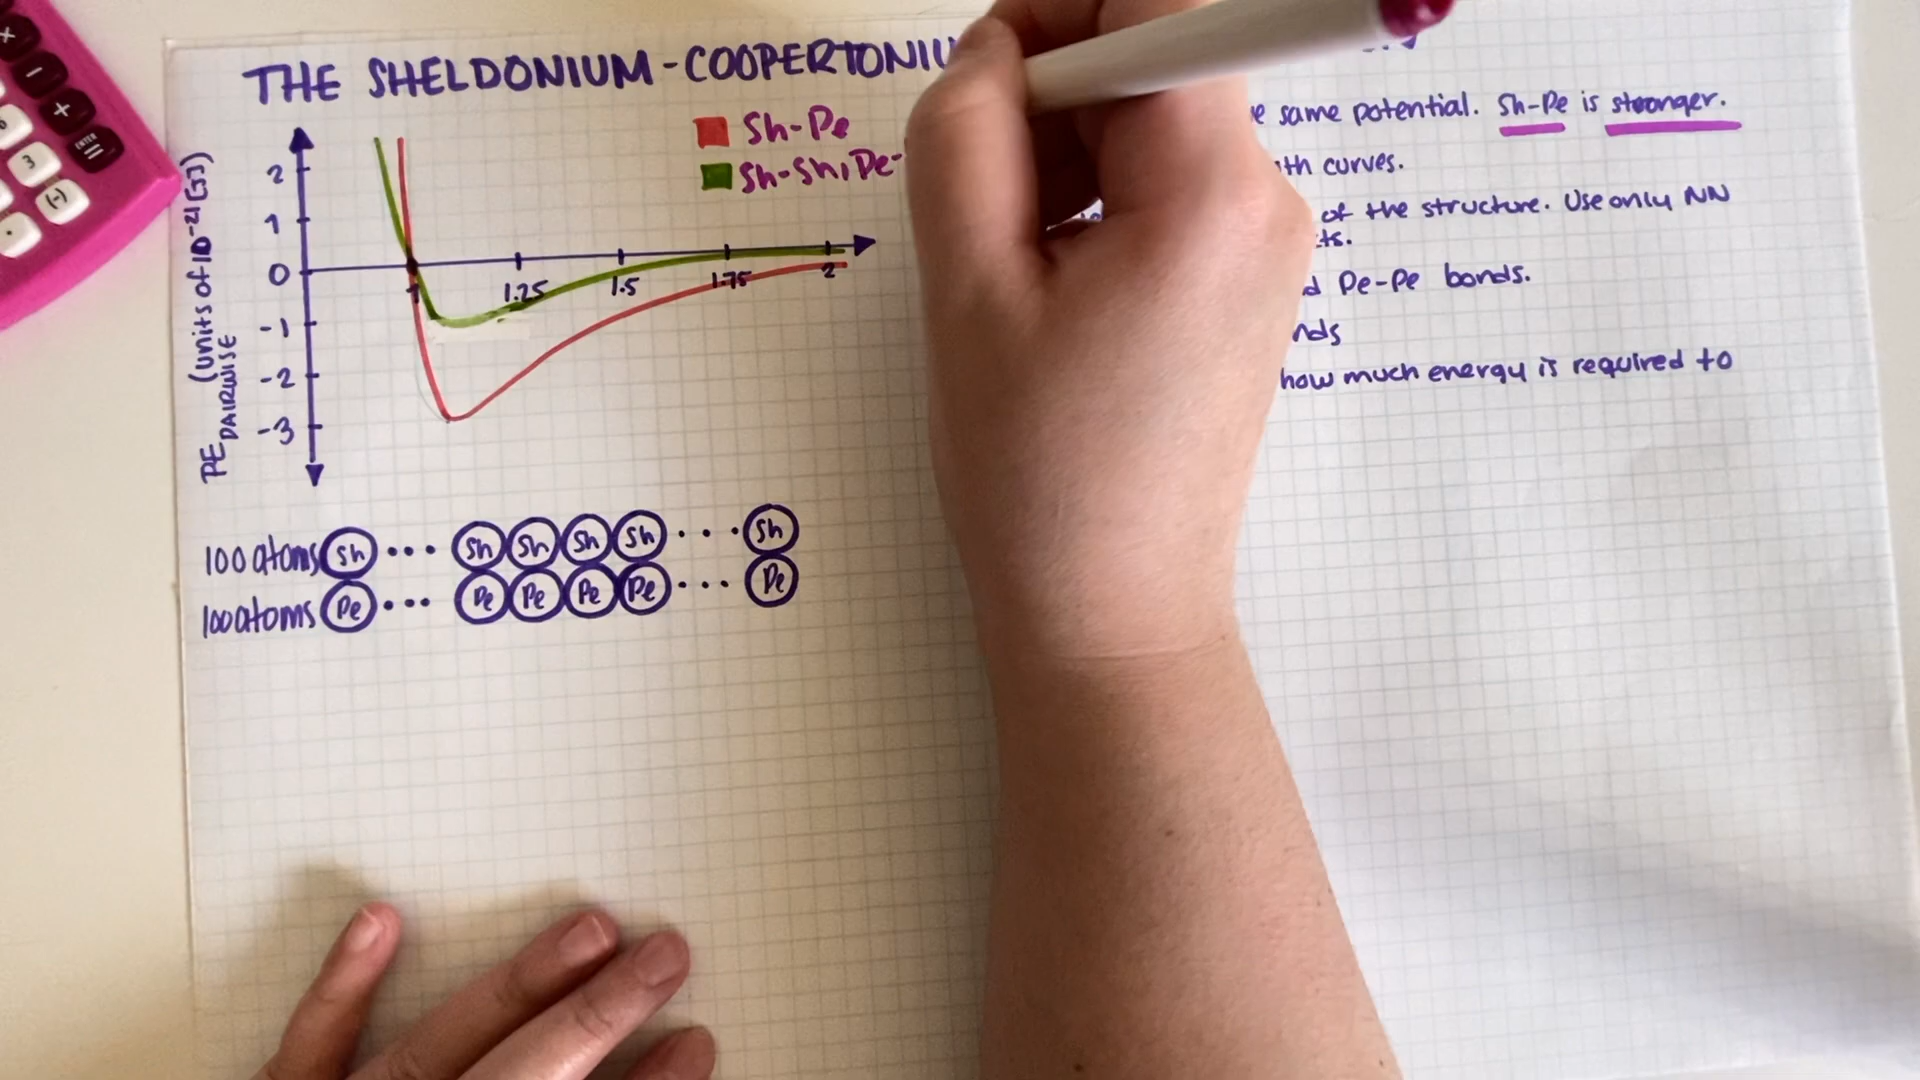 THE SHELDONIUM-COOPERTONIU
Sh-Pe
Sh-Sh, Pe-
PE PAIRWISE (units of 10⁻²¹ [J])
2
1
0
-1
-2
-3
1 1.25 1.5 1.75 2
100 atoms Sh ... Sh Sh Sh Sh ... Sh
100 atoms Pe ... Pe Pe Pe Pe ... Pe
same potential. Sh-Pe is stronger.
curves.
of the structure. Use only NN
Pe-Pe bonds.
how much energy is required to
+
-
+
ENTER
=
6
3
(-)
.